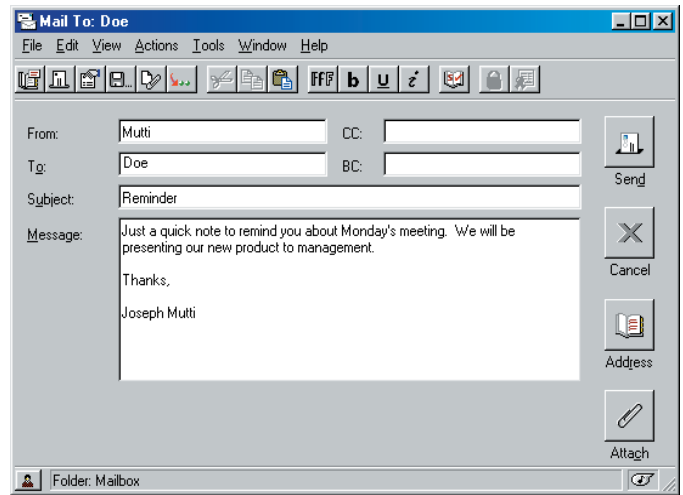 Mail To: Doe
File Edit View Actions Tools Window Help
FfF b u i
From: Mutti CC:
To: Doe BC:
Send
Subject: Reminder
Message: Just a quick note to remind you about Monday's meeting. We will be
presenting our new product to management.
Cancel
Thanks,
Joseph Mutti
Address
Attach
Folder: Mailbox